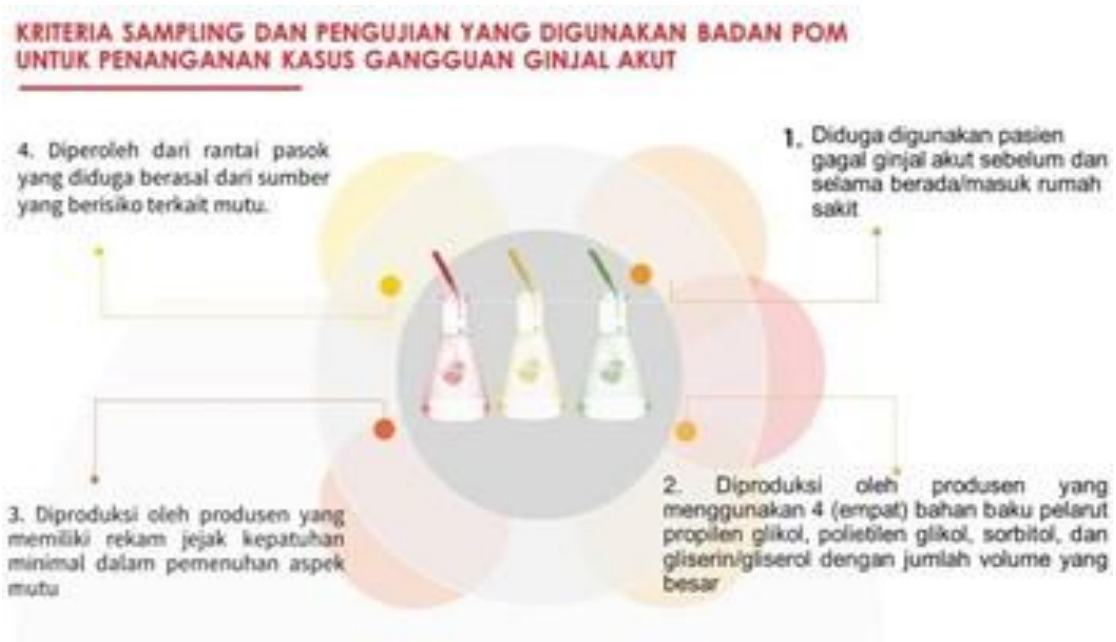 KRITERIA SAMPLING DAN PENGUJIAN YANG DIGUNAKAN BADAN POM
UNTUK PENANGANAN KASUS GANGGUAN GINJAL AKUT
1. Diduga digunakan pasien
gagal ginjal akut sebelum dan
selama berada/masuk rumah
sakit
2. Diproduksi oleh produsen yang
menggunakan 4 (empat) bahan baku pelarut
propilen glikol, polietilen glikol, sorbitol, dan
gliserin/gliserol dengan jumlah volume yang
besar
3. Diproduksi oleh produsen yang
memiliki rekam jejak kepatuhan
minimal dalam pemenuhan aspek
mutu
4. Diperoleh dari rantai pasok
yang diduga berasal dari sumber
yang berisiko terkait mutu.